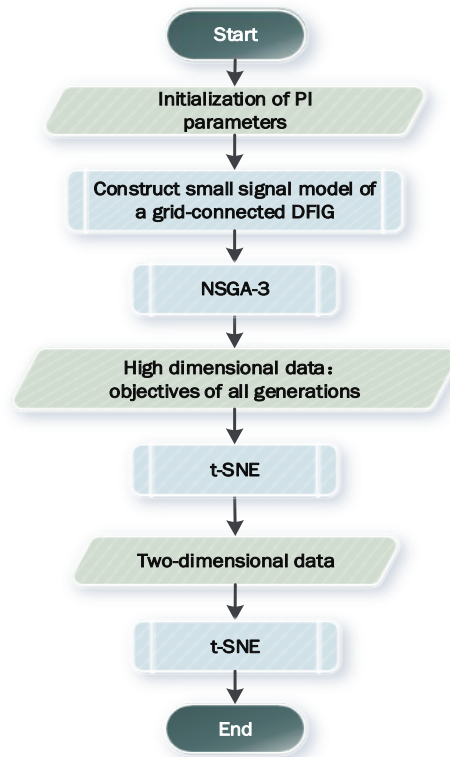 Start
Initialization of PI
parameters
Construct small signal model of
a grid-connected DFIG
NSGA-3
High dimensional data：
objectives of all generations
t-SNE
Two-dimensional data
t-SNE
End